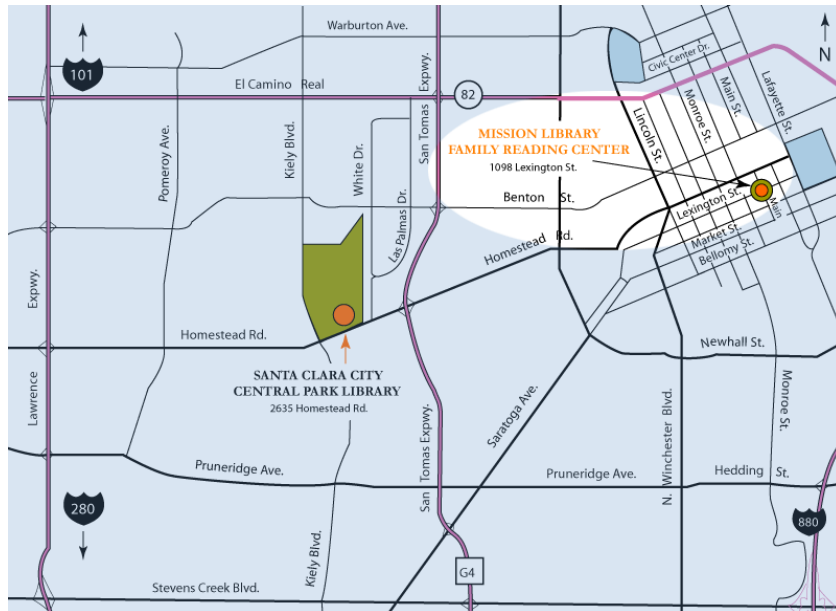 Warburton Ave.
101
El Camino Real
82
N
Civic Center Dr.
Main St.
Lafayette St.
Monroe St.
Lincoln St.
San Tomas Expwy.
Kiely Blvd.
Pomeroy Ave.
White Dr.
Las Palmas Dr.
MISSION LIBRARY
FAMILY READING CENTER
1098 Lexington St.
Benton St.
Lexington St.
Main
Market St.
Bellomy St.
Homestead Rd.
Expwy.
Lawrence
Homestead Rd.
Newhall St.
SANTA CLARA CITY
CENTRAL PARK LIBRARY
2635 Homestead Rd.
Saratoga Ave.
N. Winchester Blvd.
Monroe St.
San Tomas Expwy.
Pruneridge Ave.
Pruneridge Ave.
Hedding St.
280
880
Kiely Blvd.
G4
Stevens Creek Blvd.